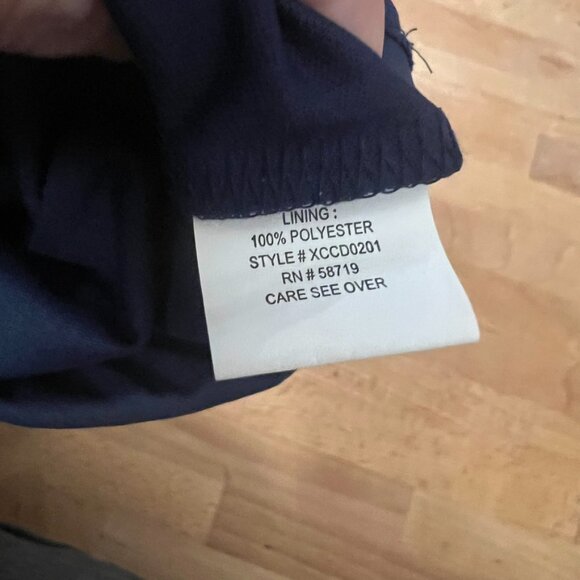 LINING :
100% POLYESTER
STYLE # XCCD0201
RN # 58719
CARE SEE OVER